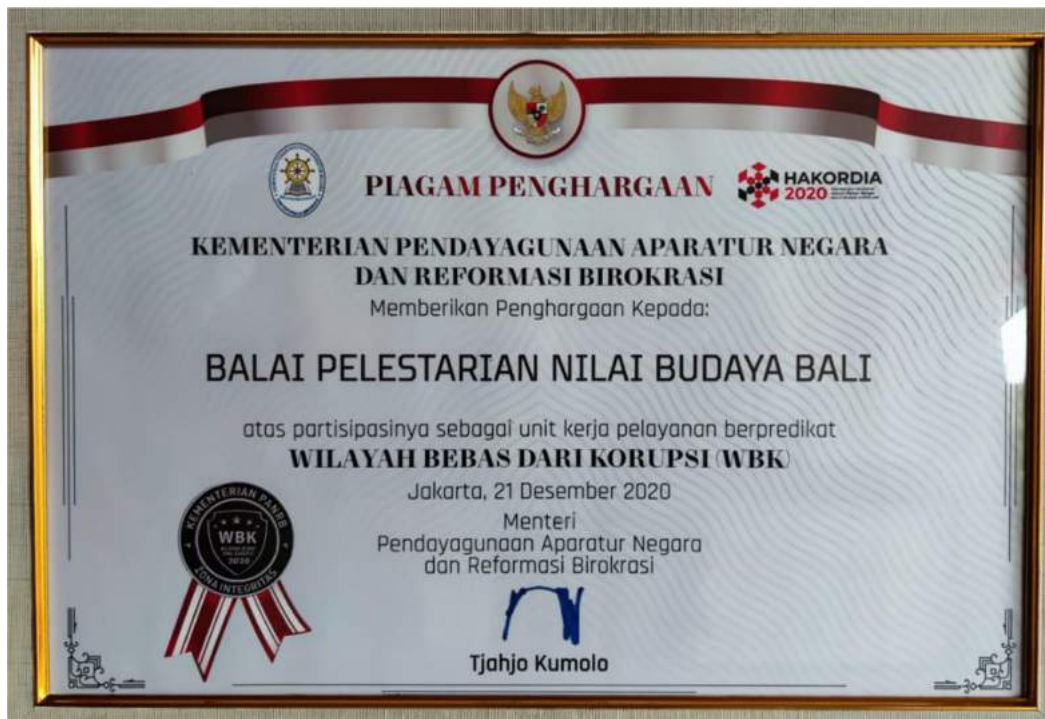 PIAGAM PENGHARGAAN
HAKORDIA
2020
KEMENTERIAN PENDAYAGUNAAN APARATUR NEGARA
DAN REFORMASI BIROKRASI
Memberikan Penghargaan Kepada:
BALAI PELESTARIAN NILAI BUDAYA BALI
atas partisipasinya sebagai unit kerja pelayanan berpredikat
WILAYAH BEBAS DARI KORUPSI (WBK)
Jakarta, 21 Desember 2020
Menteri
Pendayagunaan Aparatur Negara
dan Reformasi Birokrasi
Tjahjo Kumolo
KEMENTERIAN PANRB
WBK
2020
ZONA INTEGRITAS